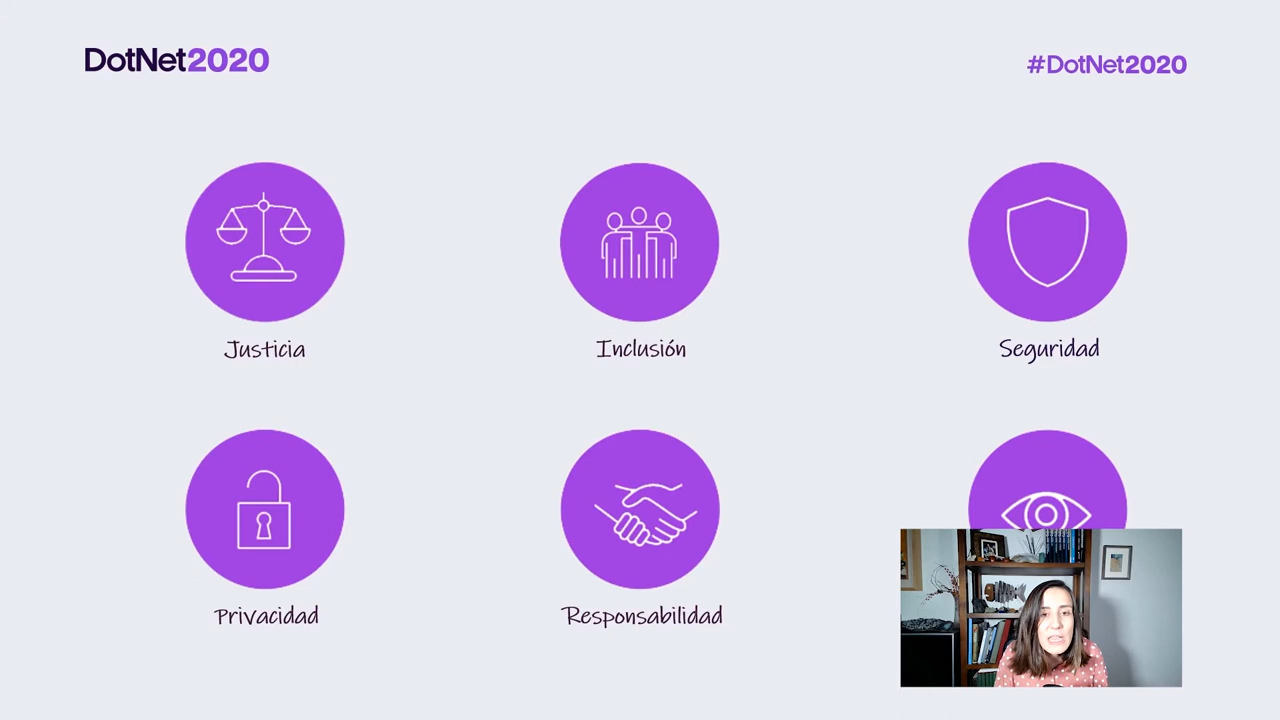 DotNet2020
#DotNet2020
Justicia
Inclusión
Seguridad
Privacidad
Responsabilidad